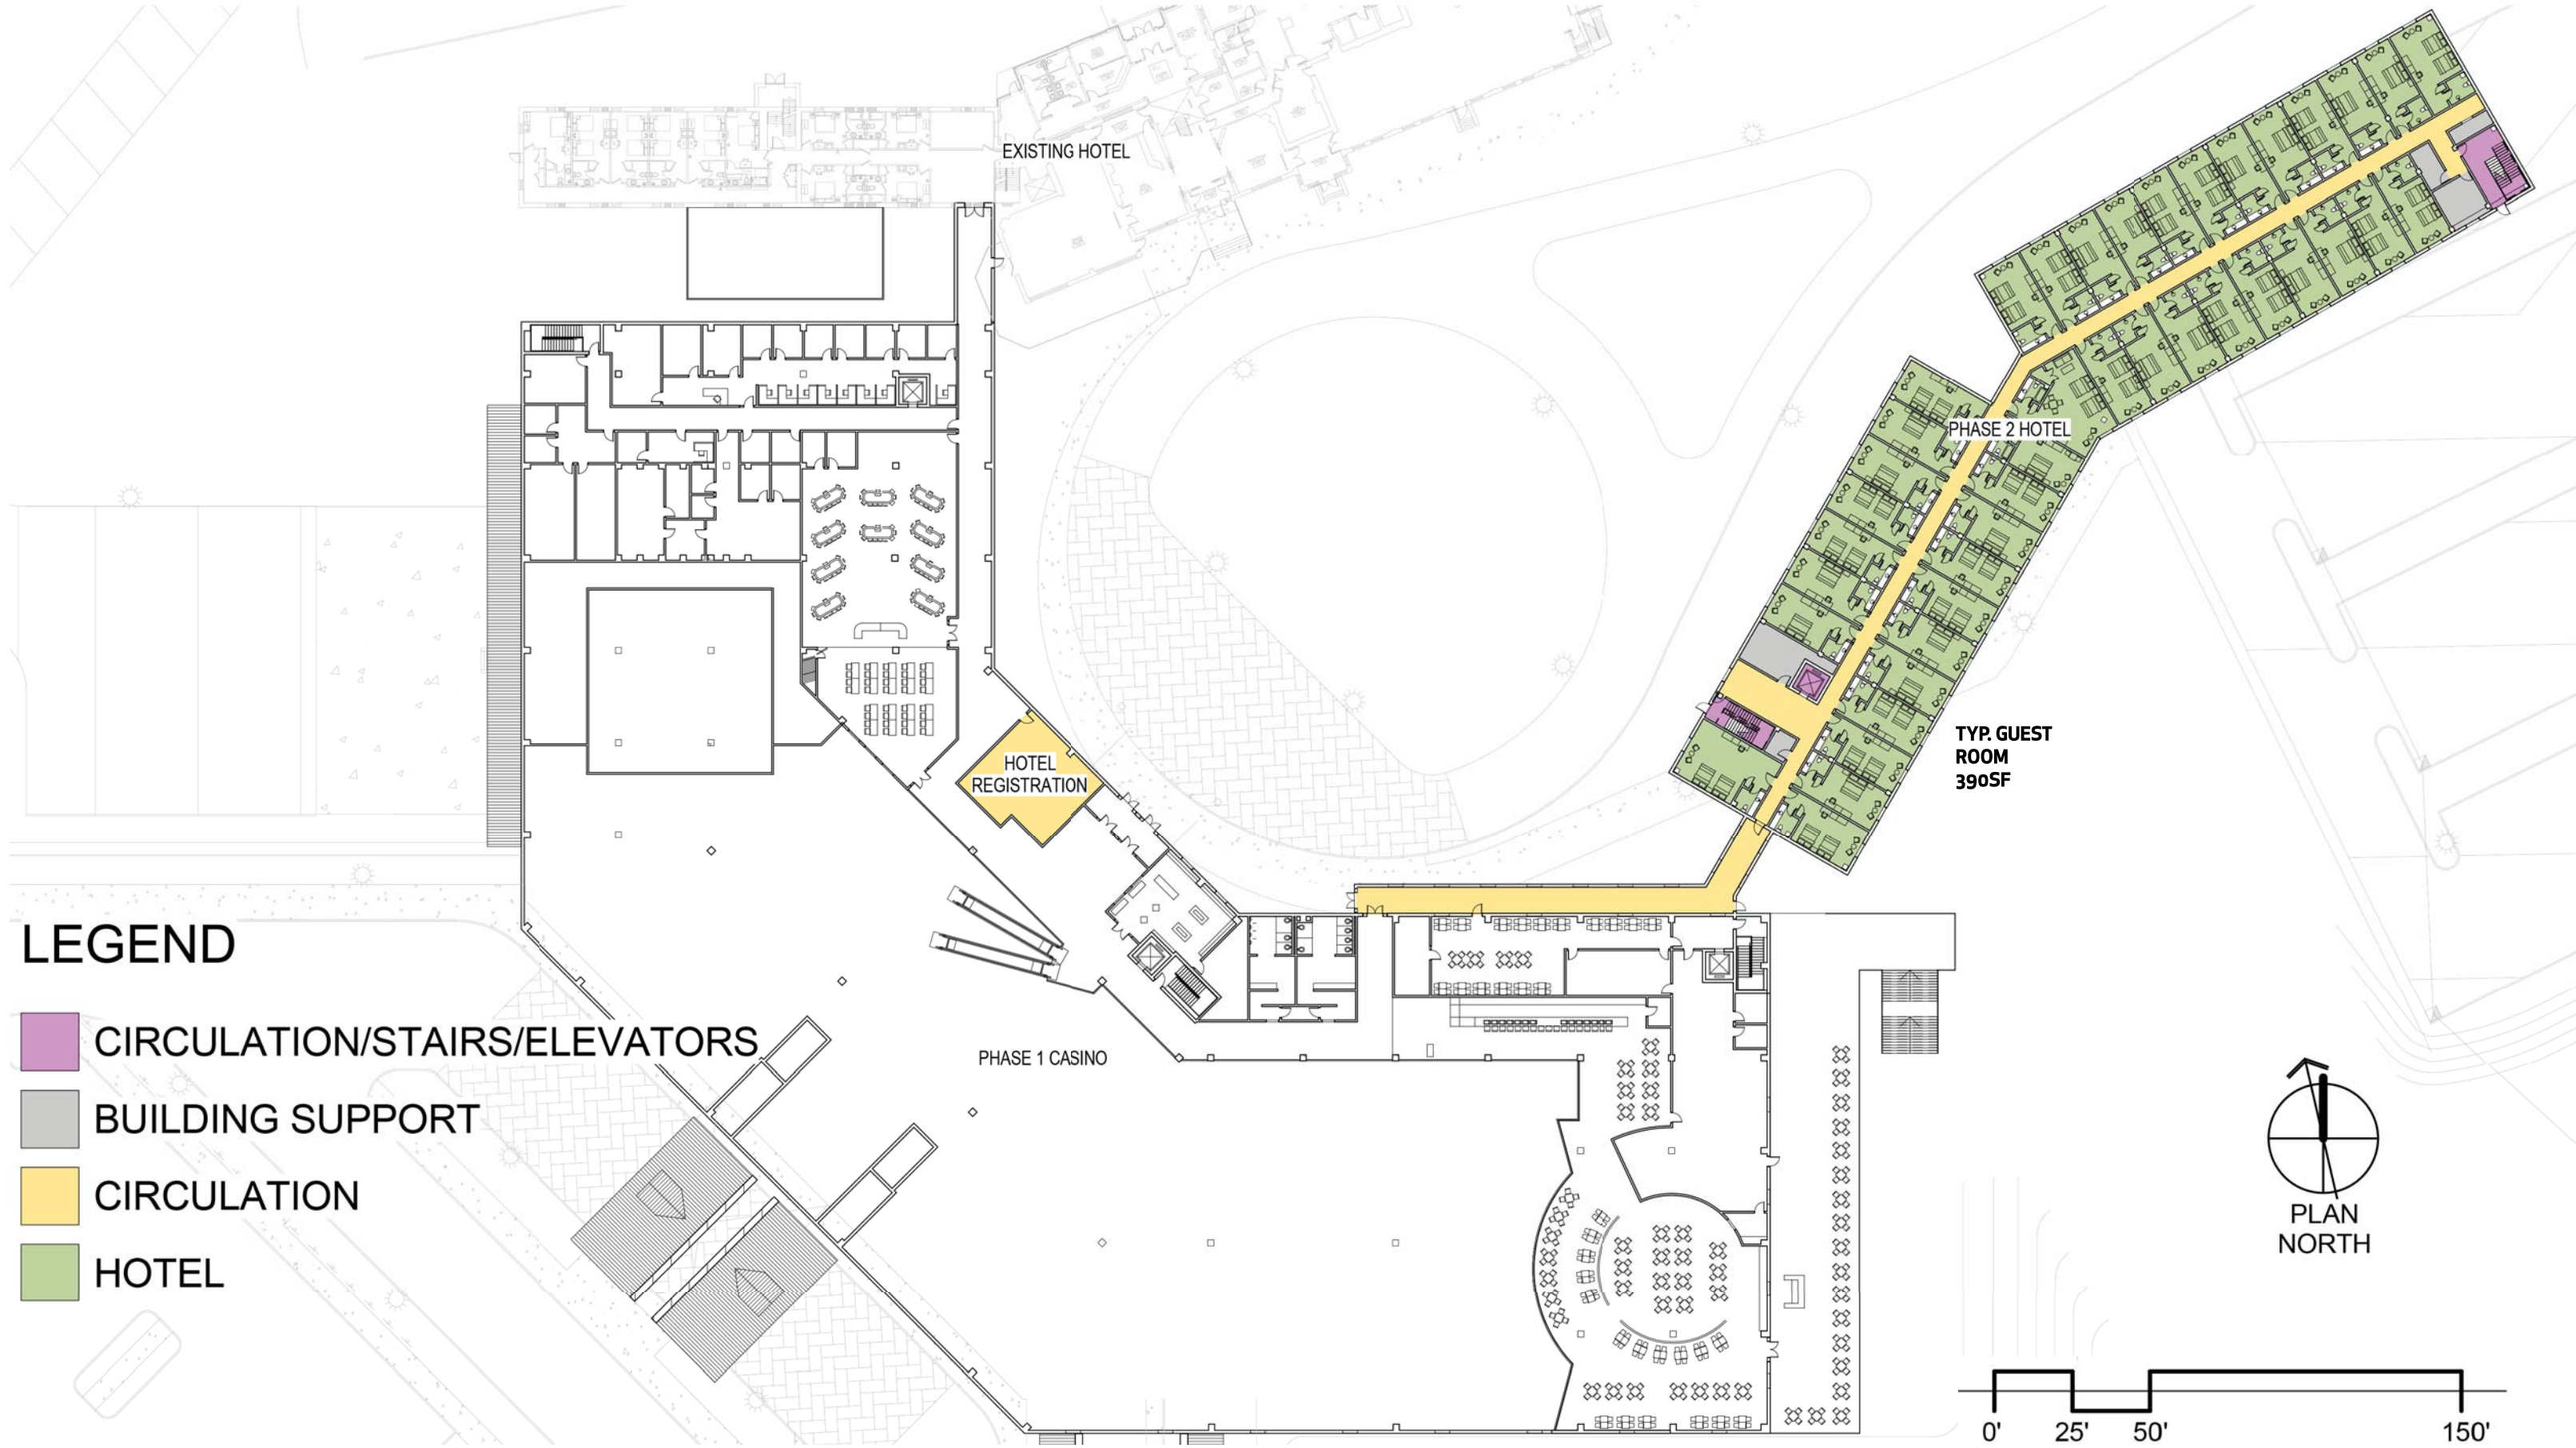 EXISTING HOTEL
PHASE 2 HOTEL
TYP. GUEST
ROOM
390SF
HOTEL
REGISTRATION
PHASE 1 CASINO
LEGEND
CIRCULATION/STAIRS/ELEVATORS
BUILDING SUPPORT
CIRCULATION
HOTEL
PLAN
NORTH
0'
25'
50'
150'